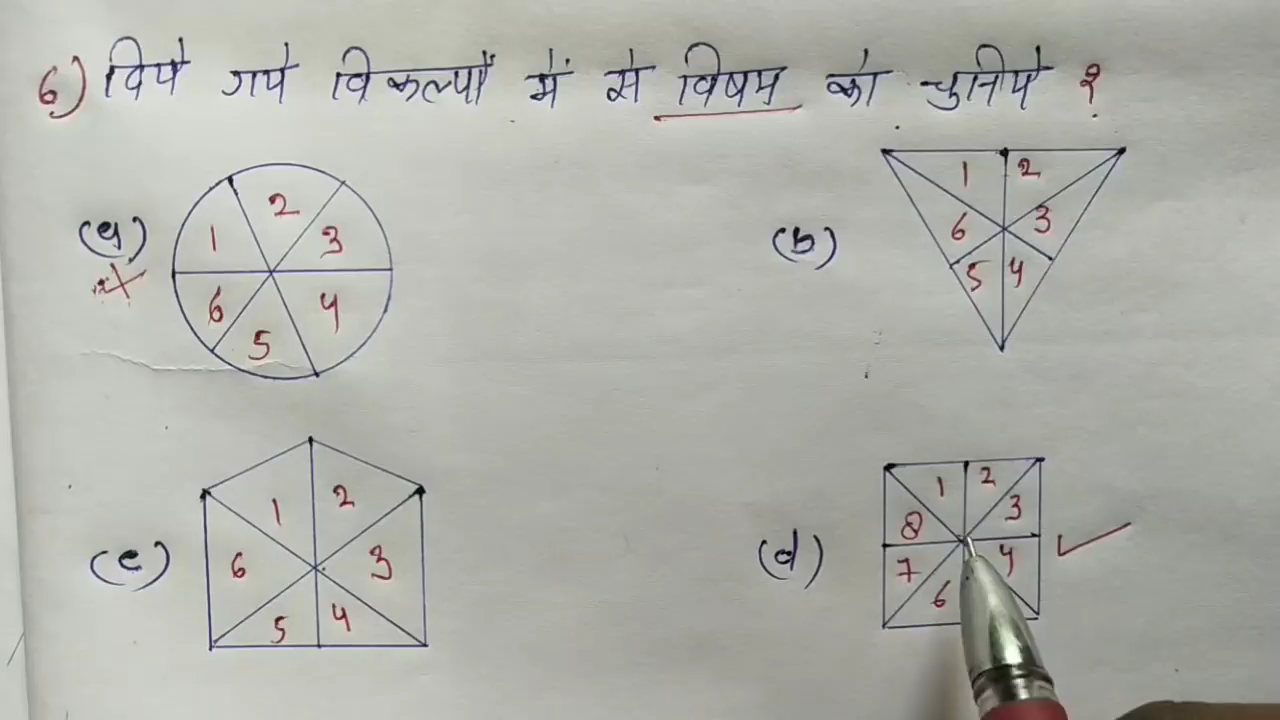 6) दिये गये विकल्पों में से विषम को चुनिये ?
(a)
1 2 3 4 5 6
(b)
1 2 3 4 5 6
(c)
1 2 3 4 5 6
(d)
1 2 3 4 6 7 8